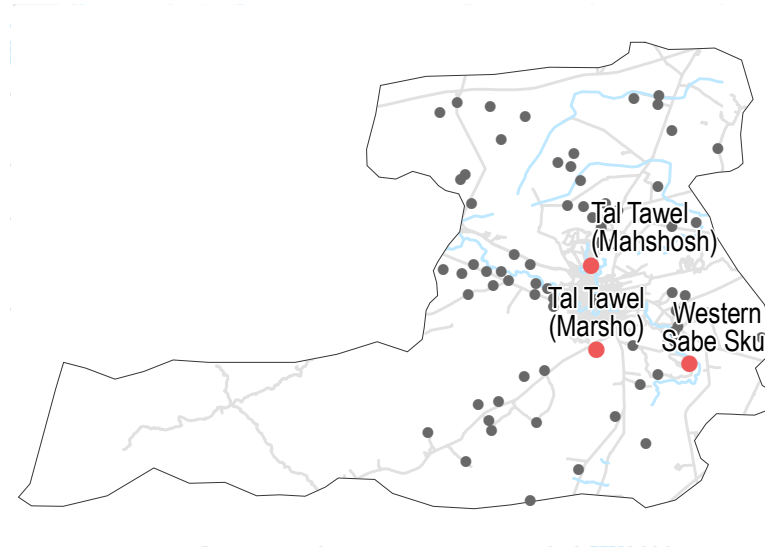 Tal Tawel
(Mahshosh)
Tal Tawel
(Marsho)
Western
Sabe Sku